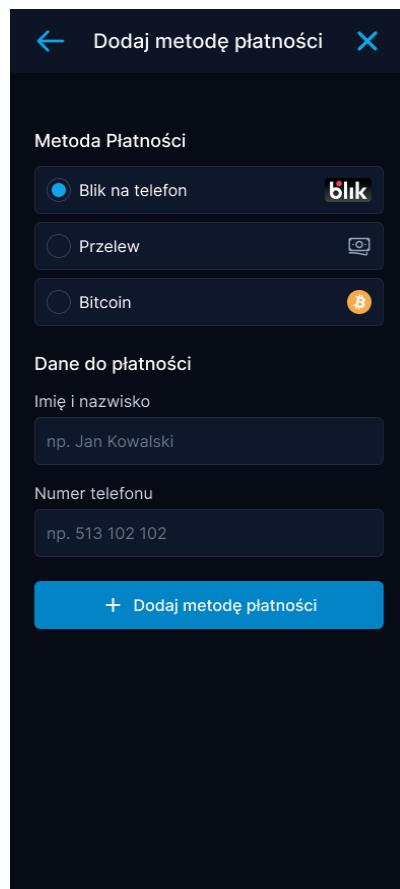 Dodaj metodę płatności
Metoda Płatności
Blik na telefon
blik
Przelew
Bitcoin
Dane do płatności
Imię i nazwisko
np. Jan Kowalski
Numer telefonu
np. 513 102 102
+ Dodaj metodę płatności